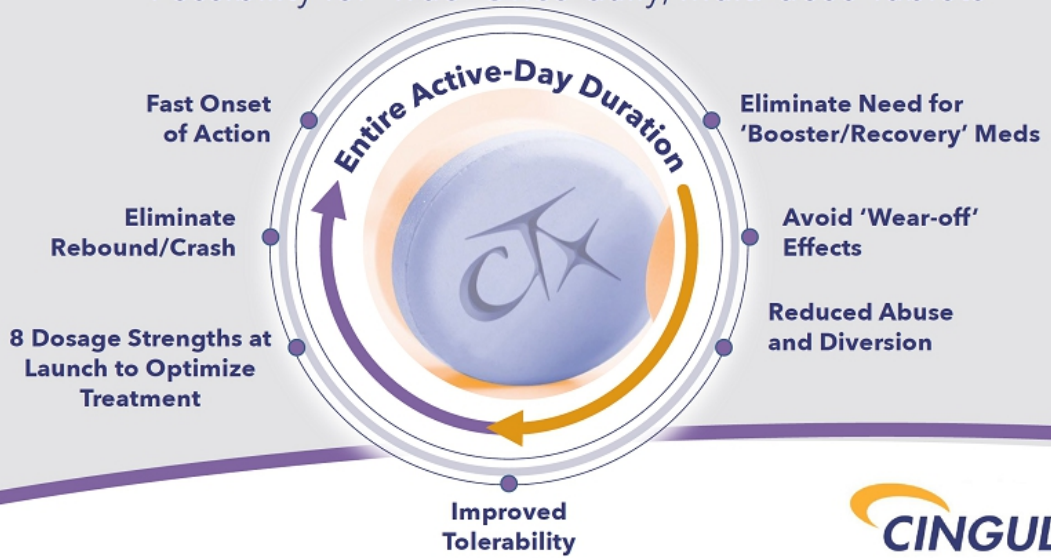 Entire Active-Day Duration
Fast Onset
of Action
Eliminate
Rebound/Crash
8 Dosage Strengths at
Launch to Optimize
Treatment
Eliminate Need for
‘Booster/Recovery’ Meds
Avoid ‘Wear-off’
Effects
Reduced Abuse
and Diversion
CTx
Improved
Tolerability
CINGUL